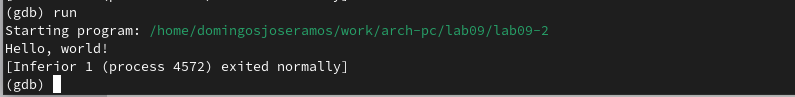 (gdb) run
Starting program: /home/domingosjoseramos/work/arch-pc/lab09/lab09-2
Hello, world!
[Inferior 1 (process 4572) exited normally]
(gdb)